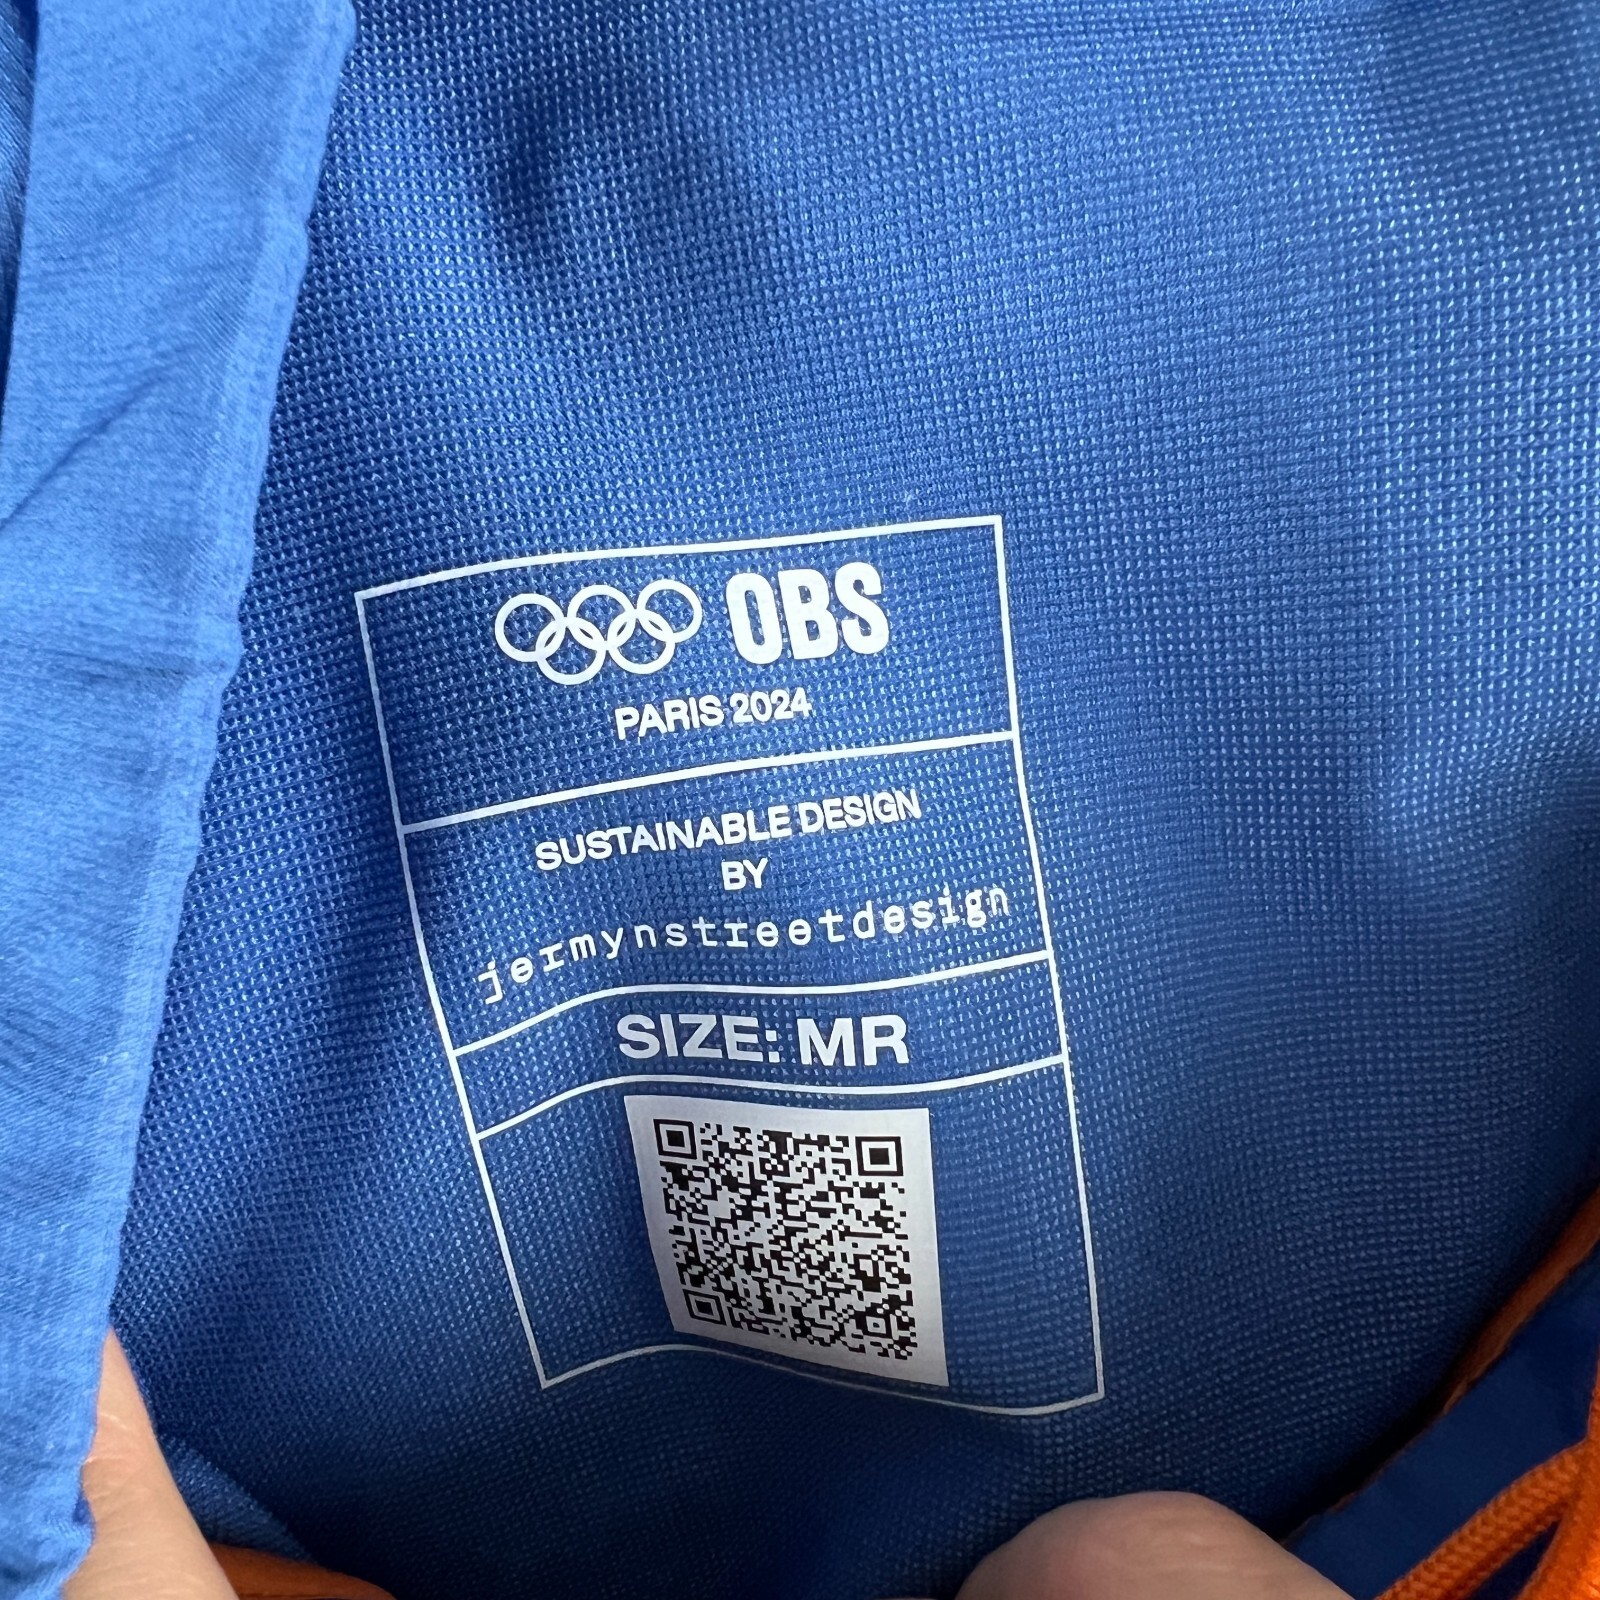 OBS
PARIS 2024
SUSTAINABLE DESIGN
BY
jermynstreetdesign
SIZE: MR